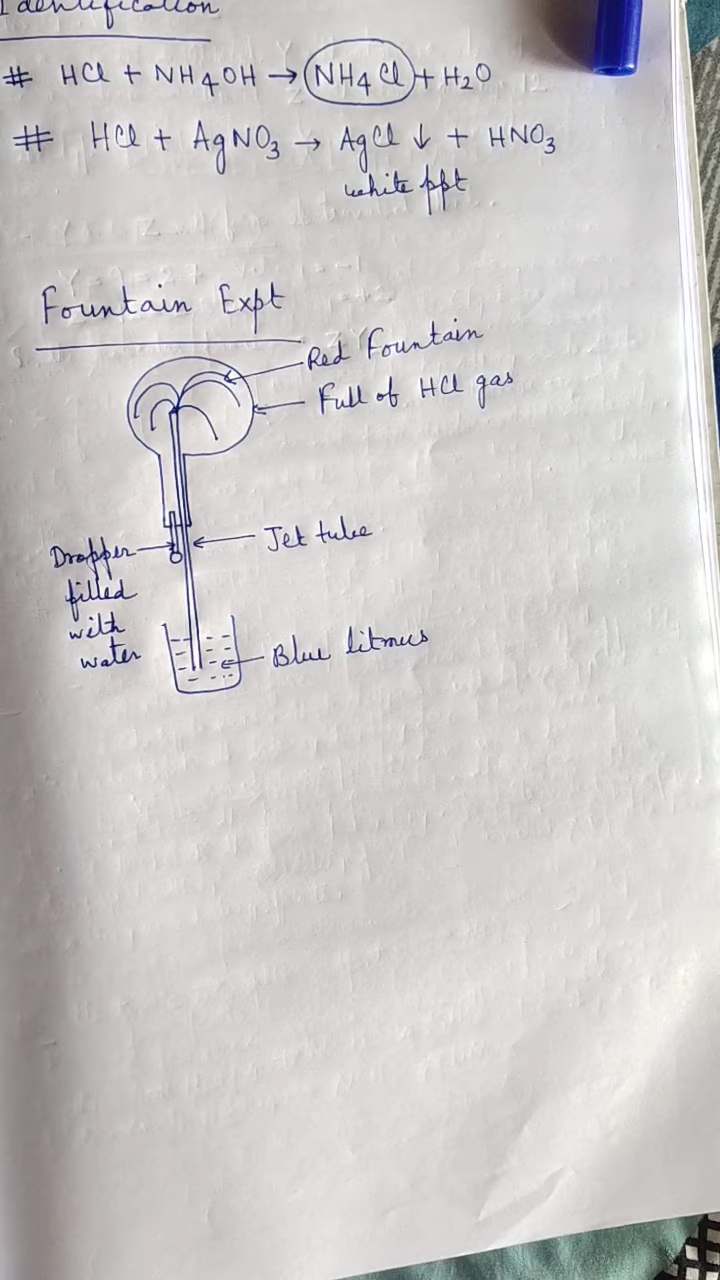 Identification
# HCl + NH4OH → NH4Cl + H2O
# HCl + AgNO3 → AgCl ↓ + HNO3
white ppt
Fountain Expt
Red Fountain
Full of HCl gas
Jet tube
Dropper
filled
with
water
Blue litmus